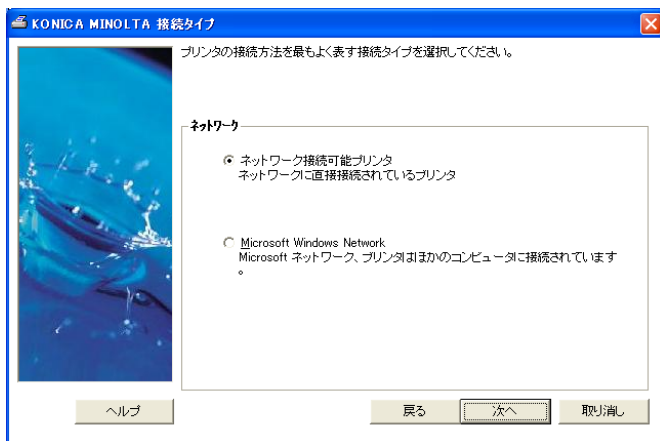 KONICA MINOLTA 接続タイプ
プリンタの接続方法を最もよく表す接続タイプを選択してください。
ネットワーク
ネットワーク接続可能プリンタ
ネットワークに直接接続されているプリンタ
Microsoft Windows Network
Microsoft ネットワーク、プリンタはほかのコンピュータに接続されています
。
ヘルプ
戻る
次へ
取り消し